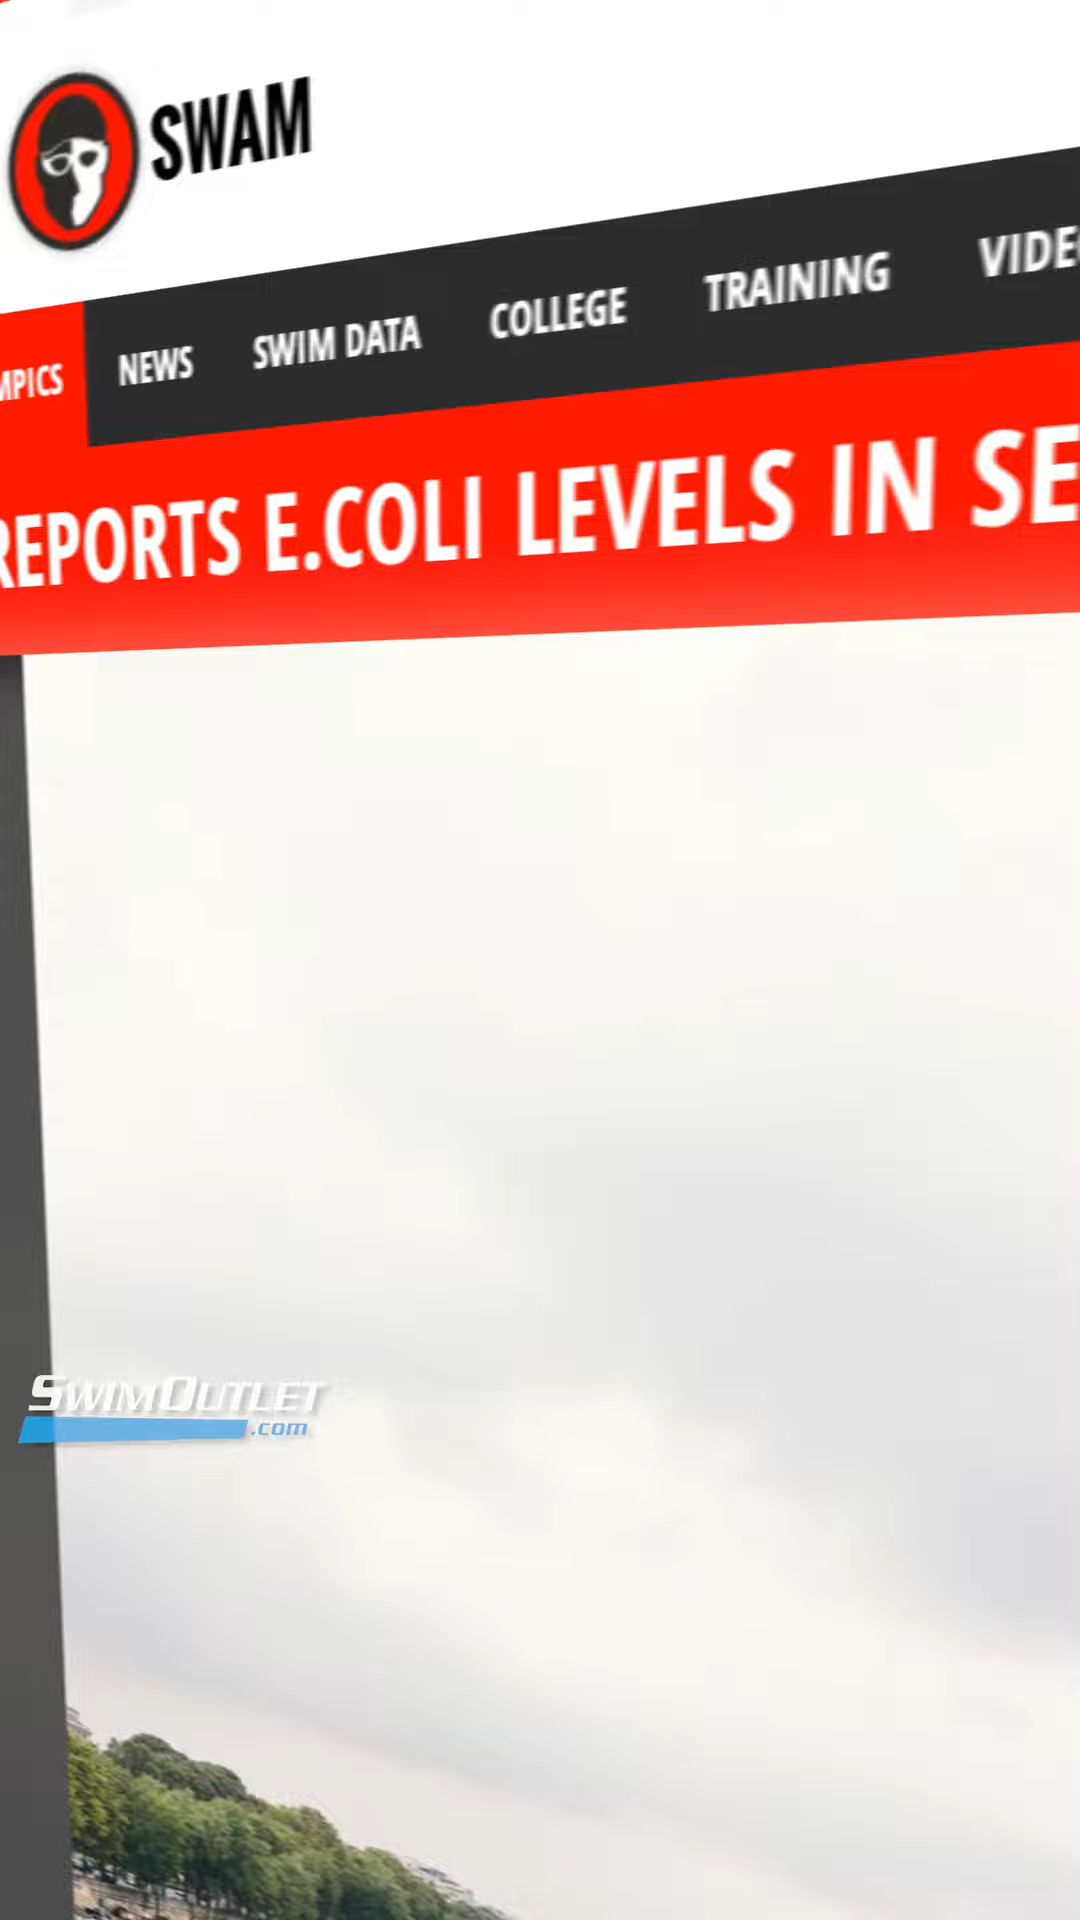 SWAM
MPICS NEWS SWIM DATA COLLEGE TRAINING VIDE
REPORTS E.COLI LEVELS IN SE
SWIMOUTLET
.com